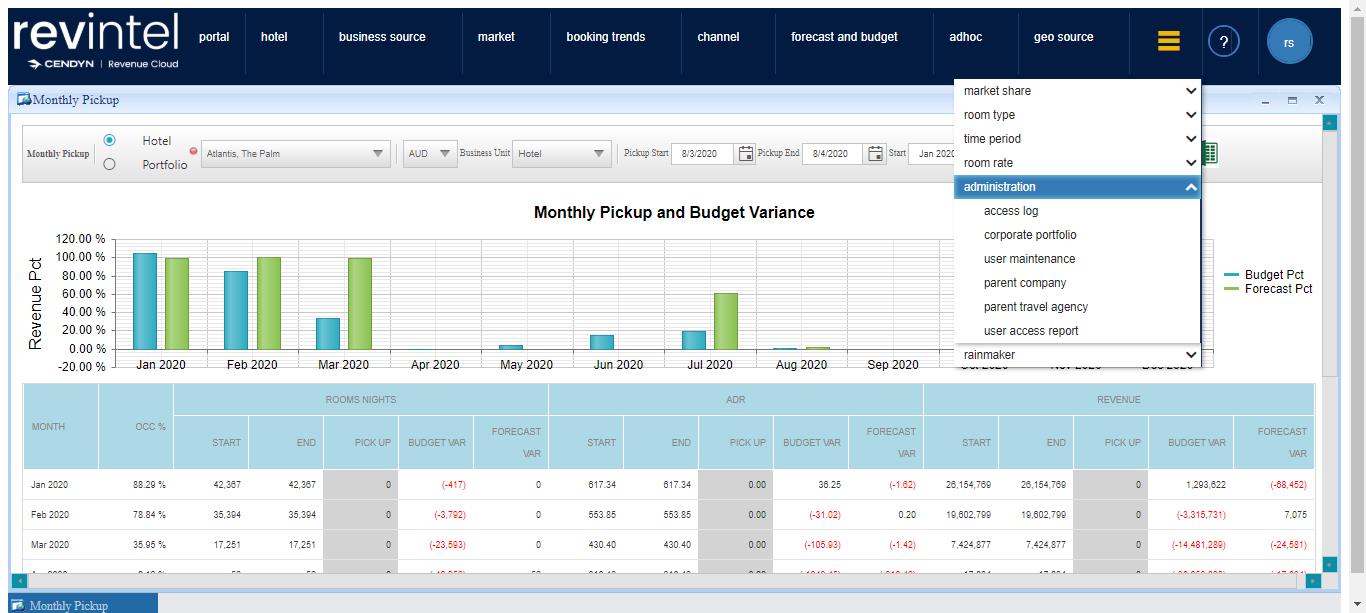 revintel
CENDYN | Revenue Cloud
portal hotel business source market booking trends channel forecast and budget adhoc geo source ? rs
Monthly Pickup
market share
room type
time period
room rate
administration
access log
corporate portfolio
user maintenance
parent company
parent travel agency
user access report
rainmaker
Monthly Pickup Hotel Portfolio Atlantis, The Palm AUD Business Unit Hotel Pickup Start 8/3/2020 Pickup End 8/4/2020 Start Jan 2020
Monthly Pickup and Budget Variance
Revenue Pct
120.00 %
100.00 %
80.00 %
60.00 %
40.00 %
20.00 %
0.00 %
-20.00 %
Jan 2020 Feb 2020 Mar 2020 Apr 2020 May 2020 Jun 2020 Jul 2020 Aug 2020 Sep 2020
Budget Pct
Forecast Pct
ROOMS NIGHTS ADR REVENUE
MONTH OCC % START END PICK UP BUDGET VAR FORECAST VAR START END PICK UP BUDGET VAR FORECAST VAR START END PICK UP BUDGET VAR FORECAST VAR
Jan 2020 88.29 % 42,367 42,367 0 (-417) 0 617.34 617.34 0.00 36.25 (-1.62) 26,154,769 26,154,769 0 1,293,622 (-68,452)
Feb 2020 78.84 % 35,394 35,394 0 (-3,792) 0 553.85 553.85 0.00 (-31.02) 0.20 19,602,799 19,602,799 0 (-3,315,731) 7,075
Mar 2020 35.95 % 17,251 17,251 0 (-23,593) 0 430.40 430.40 0.00 (-105.93) (-1.42) 7,424,877 7,424,877 0 (-14,481,289) (-24,581)
Monthly Pickup